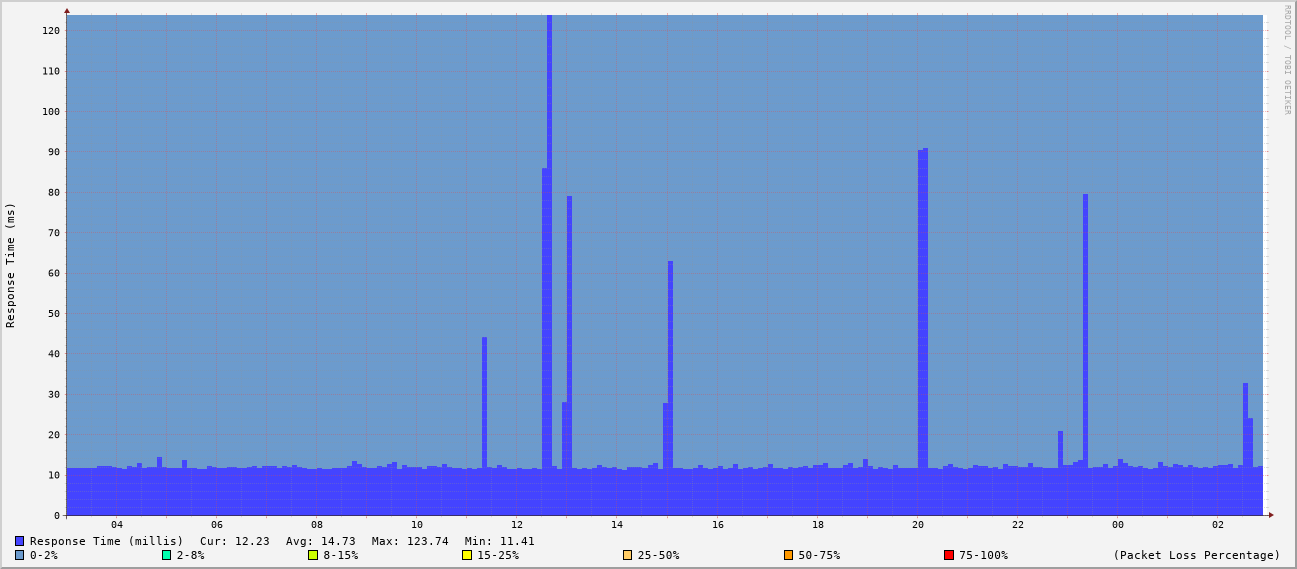 RRDTOOL / TOBI OETIKER
Response Time (ms)
120
110
100
90
80
70
60
50
40
30
20
10
0
04 06 08 10 12 14 16 18 20 22 00 02
Response Time (millis) Cur: 12.23 Avg: 14.73 Max: 123.74 Min: 11.41
0-2% 2-8% 8-15% 15-25% 25-50% 50-75% 75-100% (Packet Loss Percentage)